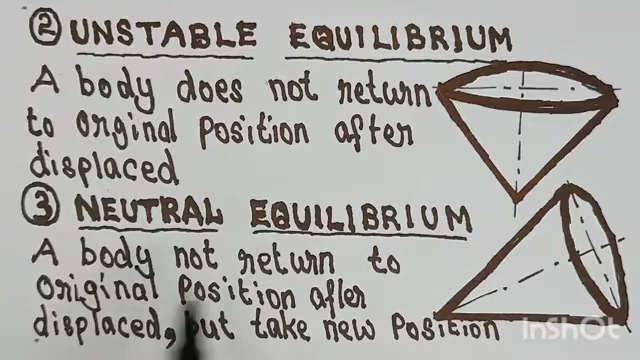 ② UNSTABLE EQUILIBRIUM
A body does not return
to orginal position after
displaced
③ NEUTRAL EQUILIBRIUM
A body not return to
original position after
displaced, but take new position
InShOt